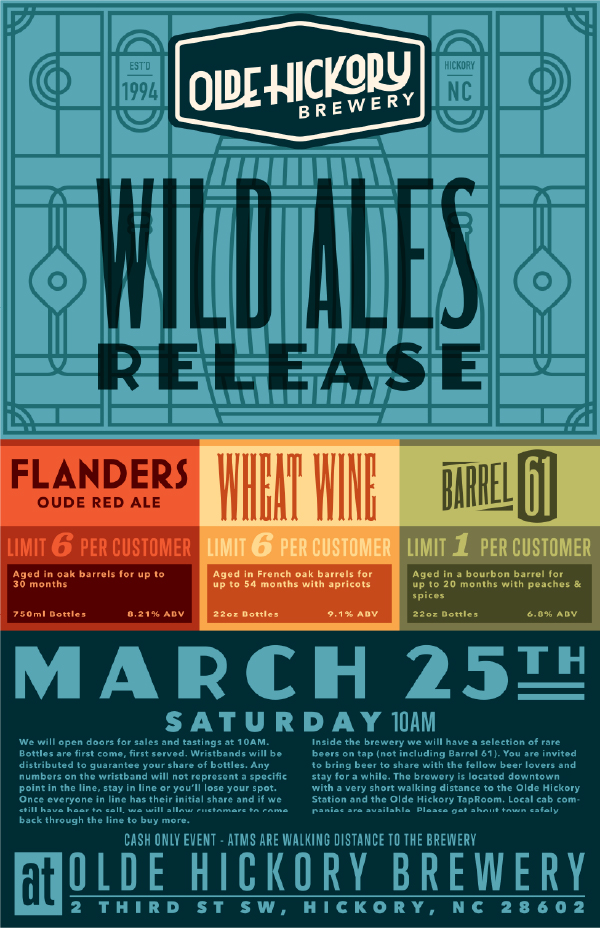 EST'D
1994
OLDE HICKORY
BREWERY
HICKORY
NC
WILD ALES
RELEASE
FLANDERS
OUDE RED ALE
LIMIT 6 PER CUSTOMER
Aged in oak barrels for up to
30 months
750ml Bottles 8.21% ABV
WHEAT WINE
LIMIT 6 PER CUSTOMER
Aged in French oak barrels for
up to 54 months with apricots
22oz Bottles 9.1% ABV
BARREL 61
LIMIT 1 PER CUSTOMER
Aged in a bourbon barrel for
up to 20 months with peaches &
spices
22oz Bottles 6.8% ABV
MARCH 25TH
SATURDAY 10AM
We will open doors for sales and tastings at 10AM.
Bottles are first come, first served. Wristbands will be
distributed to guarantee your share of bottles. Any
numbers on the wristband will not represent a specific
point in the line, stay in line or you'll lose your spot.
Once everyone in line has their initial share and if we
still have beer to sell, we will allow customers to come
back through the line to buy more.
Inside the brewery we will have a selection of rare
beers on tap (not including Barrel 61). You are invited
to bring beer to share with the fellow beer lovers and
stay for a while. The brewery is located downtown
with a very short walking distance to the Olde Hickory
Station and the Olde Hickory TapRoom. Local cab com-
panies are available. Please get about town safely
CASH ONLY EVENT - ATMS ARE WALKING DISTANCE TO THE BREWERY
at OLDE HICKORY BREWERY
2 THIRD ST SW, HICKORY, NC 28602